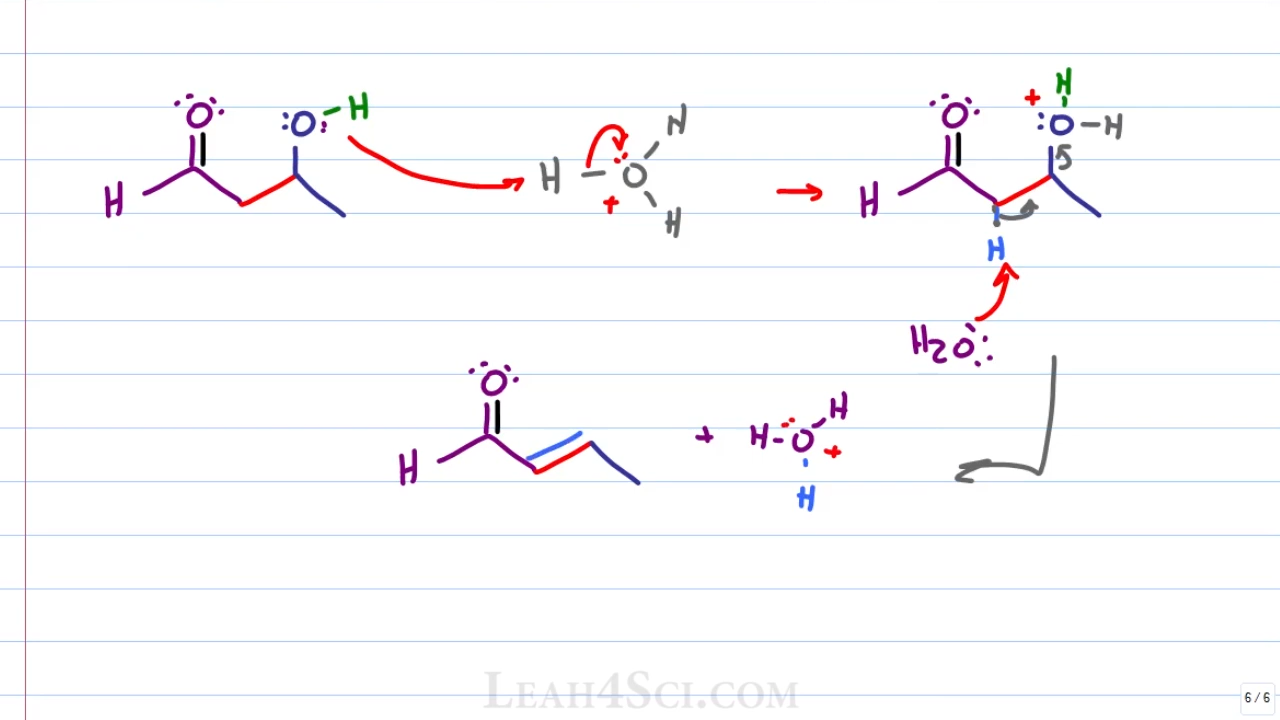 :O: :O-H H-O-H H + H
H + H H :O: :O-H
H H
H2O:
:O: H
H + H-O +
H
LEAH4SCI.COM
6/6